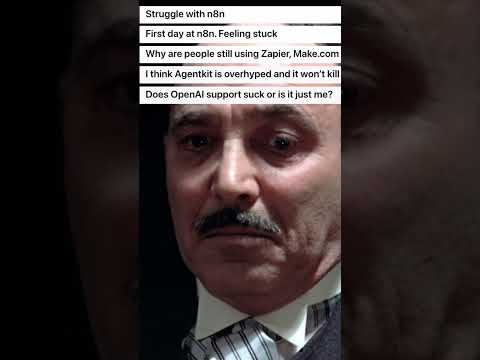 Struggle with n8n
First day at n8n. Feeling stuck
Why are people still using Zapier, Make.com
I think Agentkit is overhyped and it won't kill
Does OpenAI support suck or is it just me?